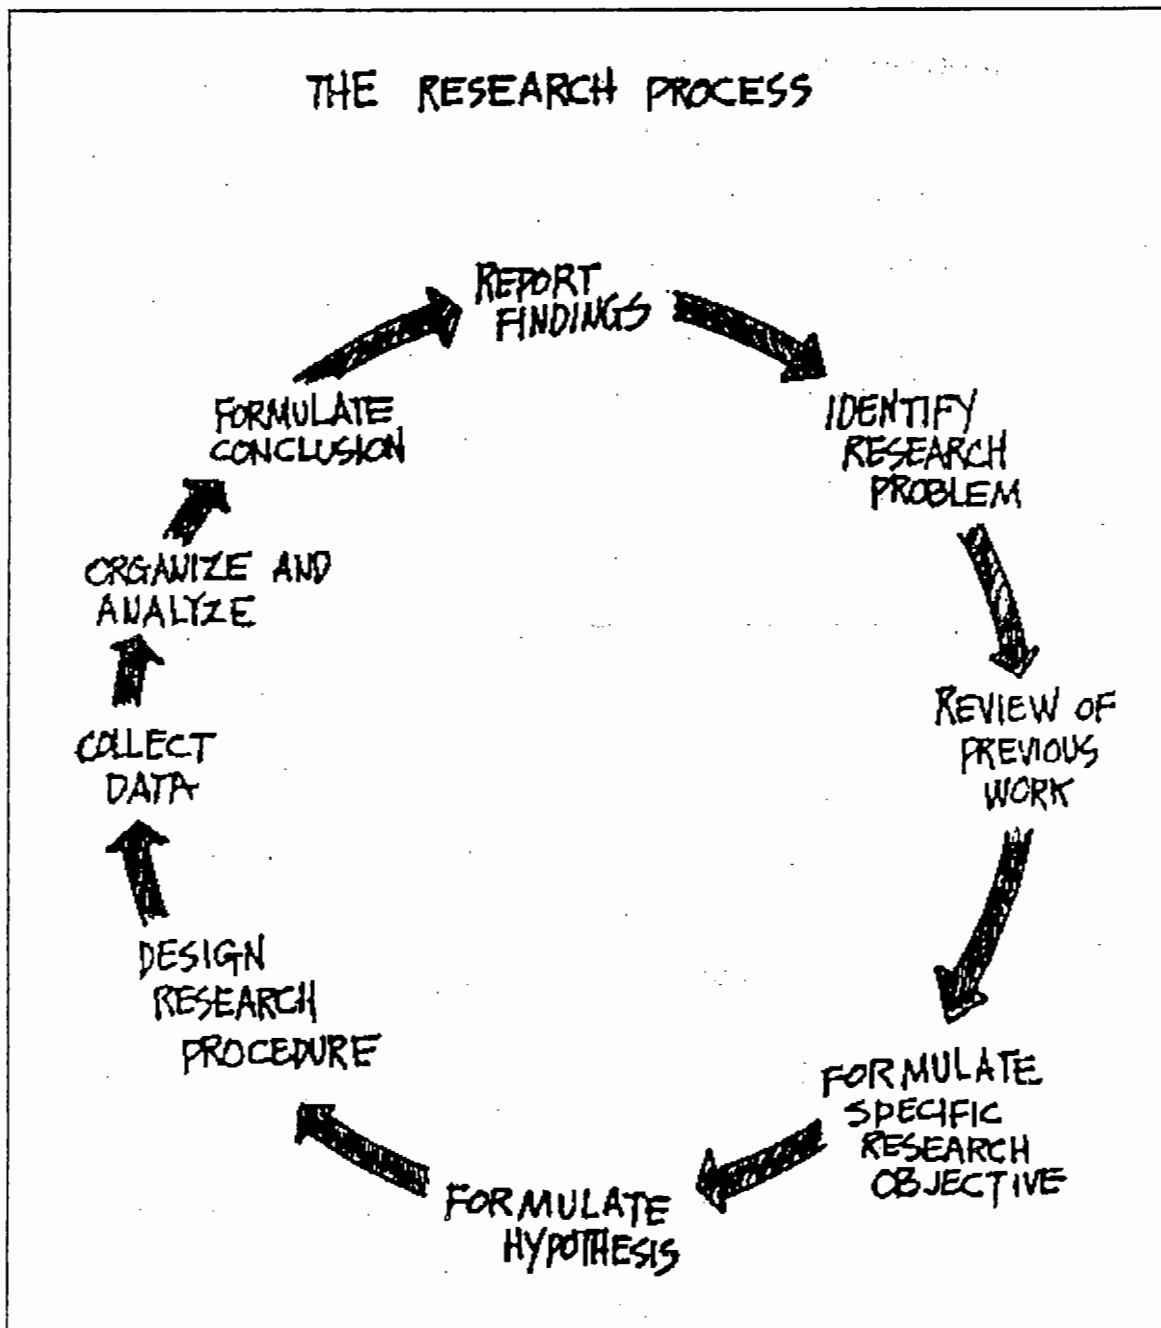 THE RESEARCH PROCESS
REPORT
FINDINGS
IDENTIFY
RESEARCH
PROBLEM
REVIEW OF
PREVIOUS
WORK
FORMULATE
SPECIFIC
RESEARCH
OBJECTIVE
FORMULATE
HYPOTHESIS
DESIGN
RESEARCH
PROCEDURE
COLLECT
DATA
ORGANIZE AND
ANALYZE
FORMULATE
CONCLUSION